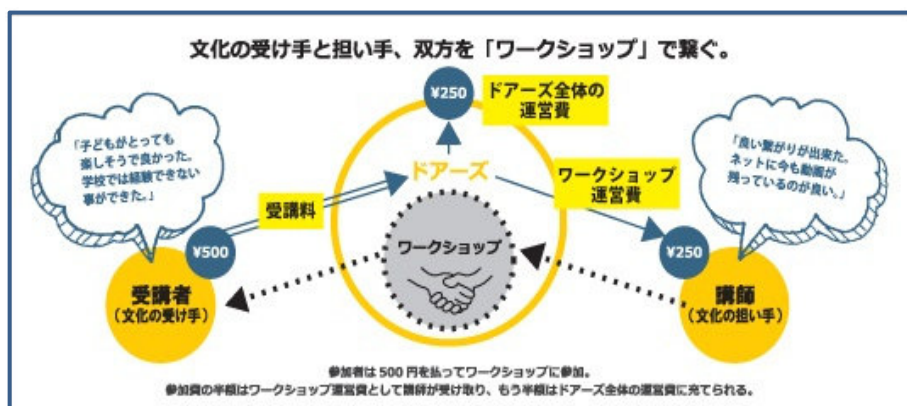 文化の受け手と担い手、双方を「ワークショップ」で繋ぐ。
¥250
ドアーズ全体の
運営費
「子どもがとっても
楽しそうで良かった。
学校では経験できない
事ができた。」
「良い繋がりが出来た。
ネットに今も動画が
残っているのが良い。」
ドアーズ
受講料
ワークショップ
運営費
¥500
ワークショップ
¥250
受講者
（文化の受け手）
講師
（文化の担い手）
参加者は 500 円を払ってワークショップに参加。
参加費の半額はワークショップ運営費として講師が受け取り、もう半額はドアーズ全体の運営費に充てられる。